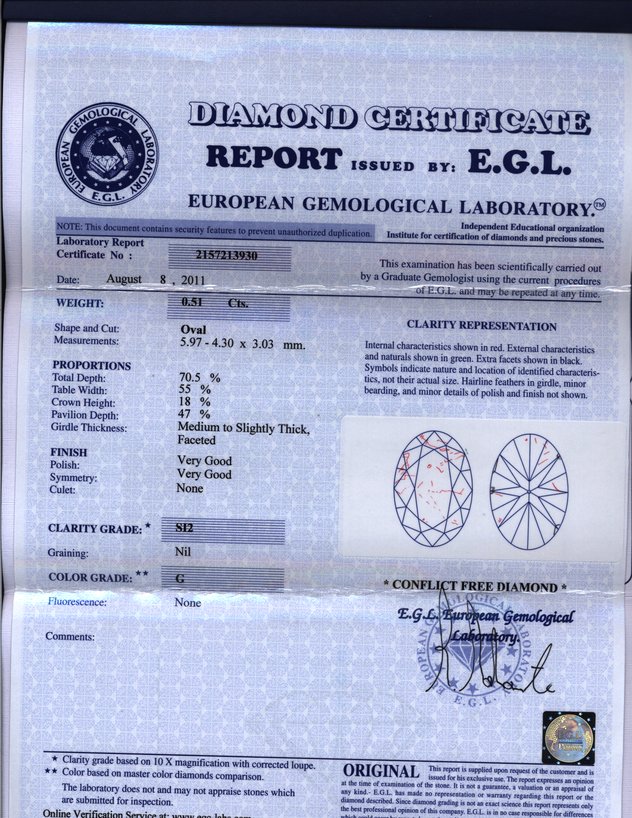 EUROPEAN GEMOLOGICAL LABORATORY
E.G.L.
DIAMOND CERTIFICATE
REPORT ISSUED BY: E.G.L.
EUROPEAN GEMOLOGICAL LABORATORY.™
NOTE: This document contains security features to prevent unauthorized duplication.
Independent Educational organization
Institute for certification of diamonds and precious stones.
Laboratory Report
Certificate No : 2157213930
Date: August 8 , 2011
This examination has been scientifically carried out
by a Graduate Gemologist using the current procedures
of E.G.L. and may be repeated at any time.
WEIGHT: 0.51 Cts.
Shape and Cut: Oval
Measurements: 5.97 - 4.30 x 3.03 mm.
PROPORTIONS
Total Depth: 70.5 %
Table Width: 55 %
Crown Height: 18 %
Pavilion Depth: 47 %
Girdle Thickness: Medium to Slightly Thick,
Faceted
FINISH
Polish: Very Good
Symmetry: Very Good
Culet: None
CLARITY GRADE: * SI2
Graining: Nil
COLOR GRADE: ** G
Fluorescence: None
Comments:
CLARITY REPRESENTATION
Internal characteristics shown in red. External characteristics
and naturals shown in green. Extra facets shown in black.
Symbols indicate nature and location of identified characteris-
tics, not their actual size. Hairline feathers in girdle, minor
bearding, and minor details of polish and finish not shown.
* CONFLICT FREE DIAMOND *
E.G.L. European Gemological
Laboratory.
EUROPEAN GEMOLOGICAL LABORATORY
E.G.L.
* Clarity grade based on 10 X magnification with corrected loupe.
** Color based on master color diamonds comparison.
The laboratory does not and may not appraise stones which
are submitted for inspection.
ORIGINAL This report is supplied upon request of the customer and is
issued for his exclusive use. The report expresses an opinion
at the time of examination of the stone. It is not a guarantee, a valuation or an appraisal of
any kind.- E.G.L. has made no representation or warranty regarding this report or the
diamond described. Since diamond grading is not an exact science this report represents only
the best professional opinion of this company. E.G.L. is in no case responsible for differences
Online Verification Service at: